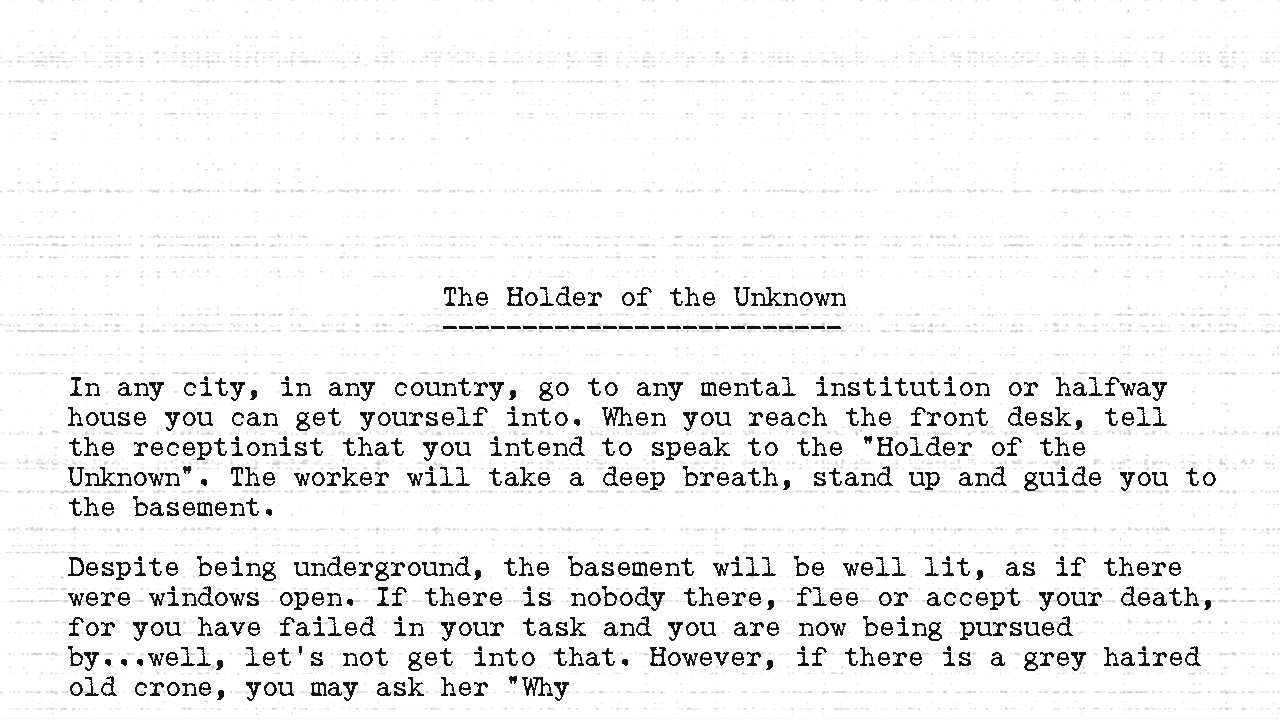 The Holder of the Unknown
In any city, in any country, go to any mental institution or halfway
house you can get yourself into. When you reach the front desk, tell
the receptionist that you intend to speak to the "Holder of the
Unknown". The worker will take a deep breath, stand up and guide you to
the basement.
Despite being underground, the basement will be well lit, as if there
were windows open. If there is nobody there, flee or accept your death,
for you have failed in your task and you are now being pursued
by...well, let's not get into that. However, if there is a grey haired
old crone, you may ask her "Why